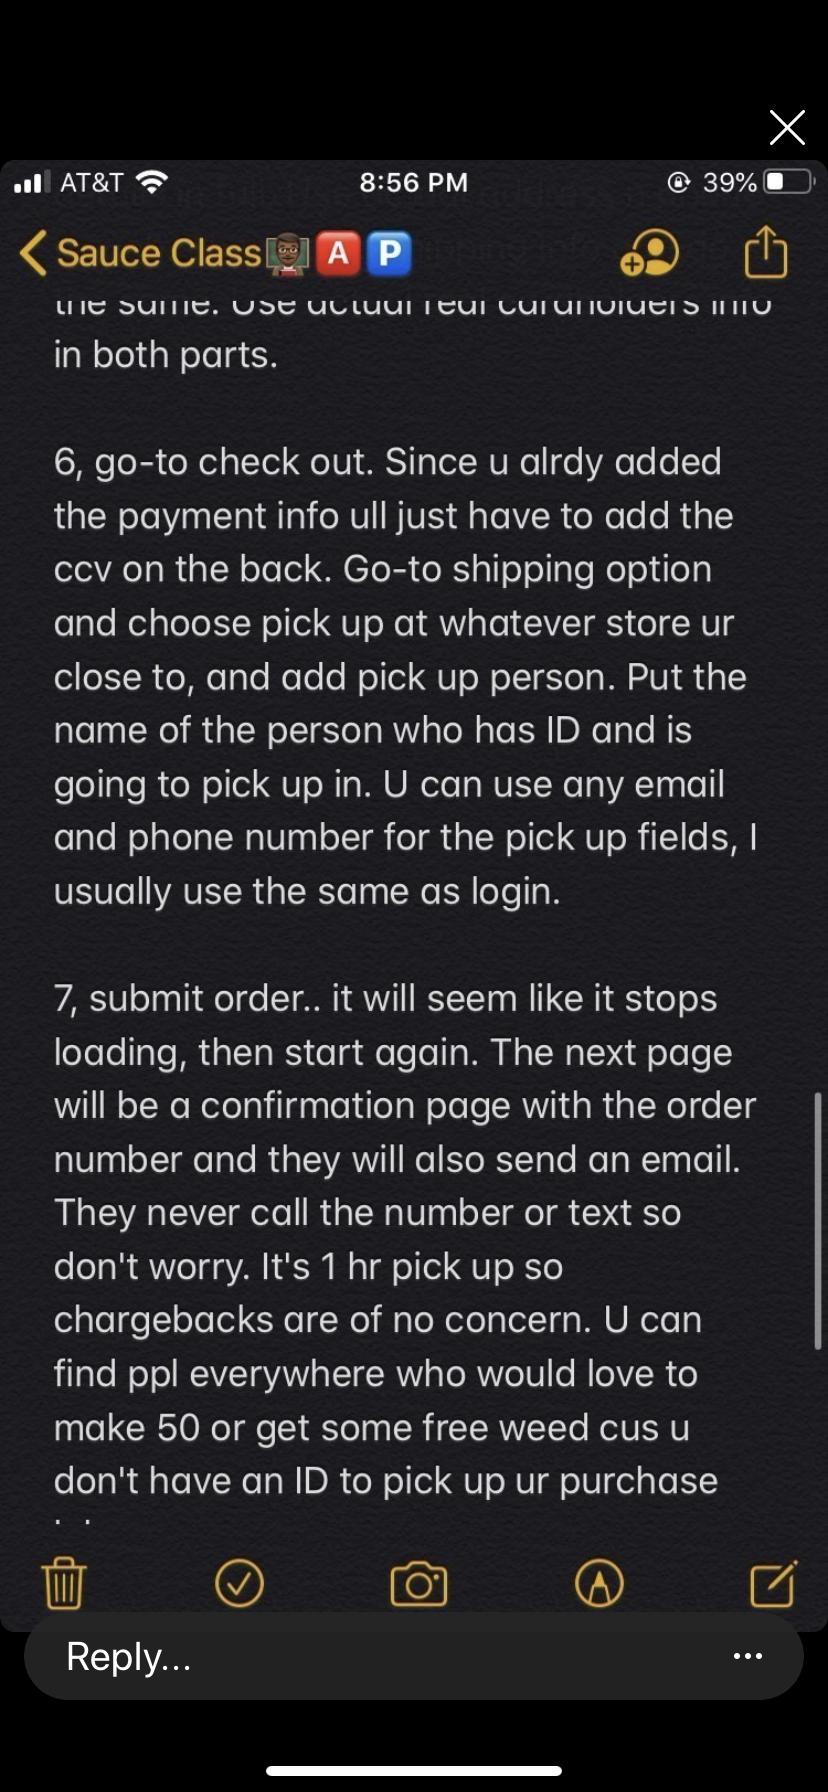 AT&T 8:56 PM 39%
Sauce Class 🅰 🅿
the same. Use actual real cardholders info
in both parts.
6, go-to check out. Since u alrdy added
the payment info ull just have to add the
ccv on the back. Go-to shipping option
and choose pick up at whatever store ur
close to, and add pick up person. Put the
name of the person who has ID and is
going to pick up in. U can use any email
and phone number for the pick up fields, I
usually use the same as login.
7, submit order.. it will seem like it stops
loading, then start again. The next page
will be a confirmation page with the order
number and they will also send an email.
They never call the number or text so
don't worry. It's 1 hr pick up so
chargebacks are of no concern. U can
find ppl everywhere who would love to
make 50 or get some free weed cus u
don't have an ID to pick up ur purchase
Reply...